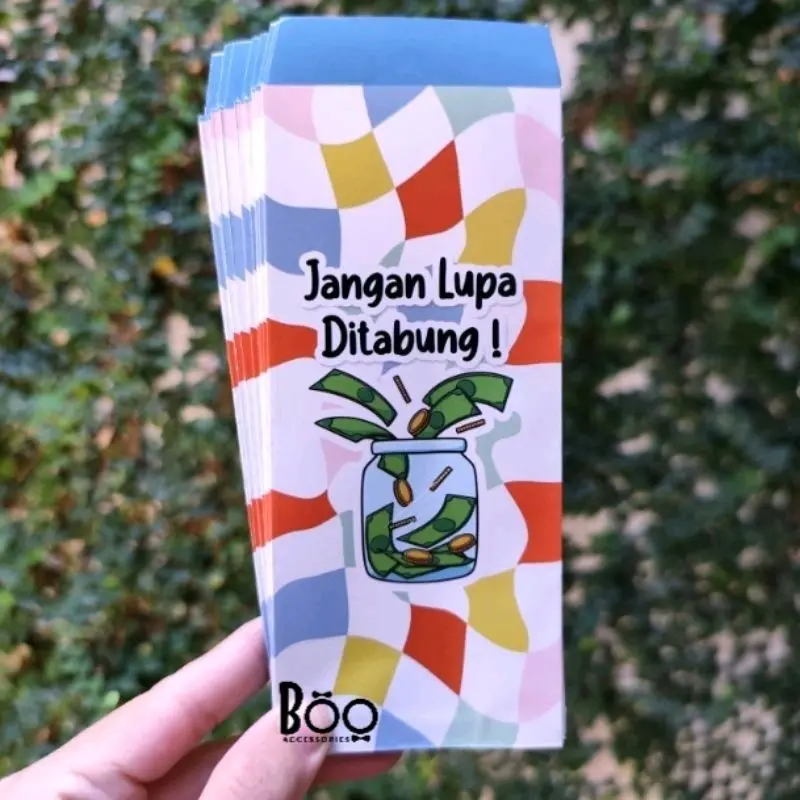 Jangan Lupa
Ditabung !
Boo
ACCESSORIES